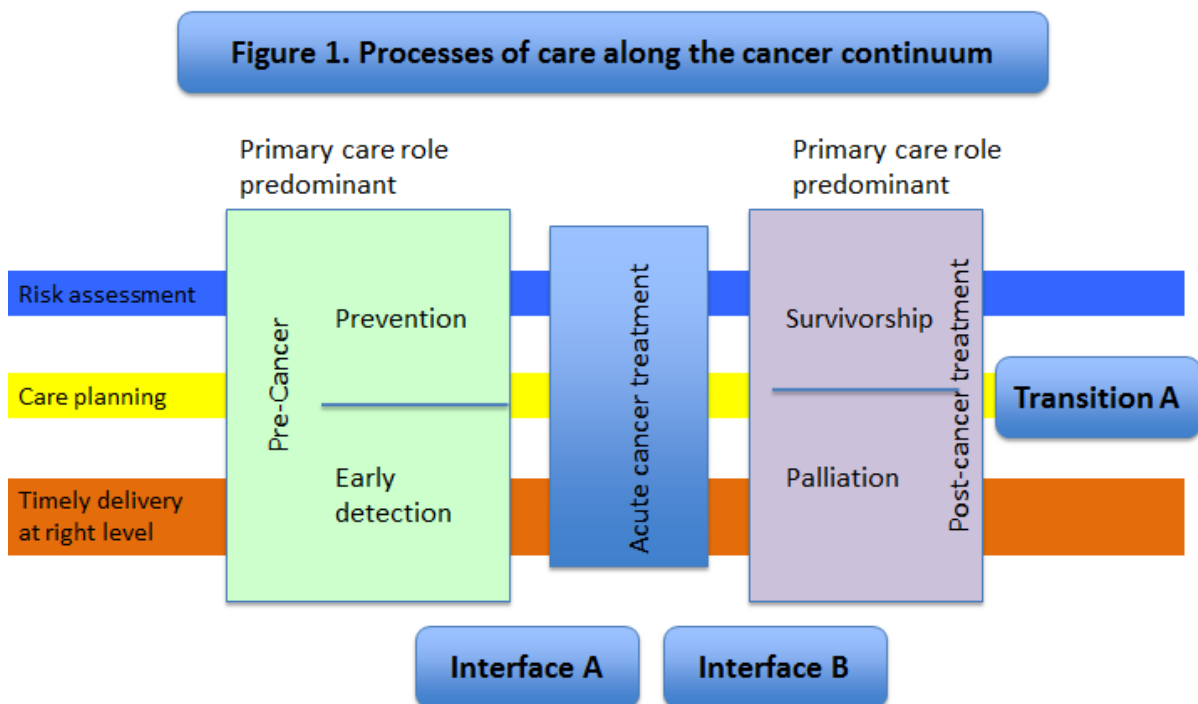 Figure 1. Processes of care along the cancer continuum
Primary care role
predominant
Primary care role
predominant
Risk assessment
Care planning
Timely delivery
at right level
Pre-Cancer
Prevention
Early
detection
Acute cancer treatment
Survivorship
Palliation
Post-cancer treatment
Transition A
Interface A
Interface B